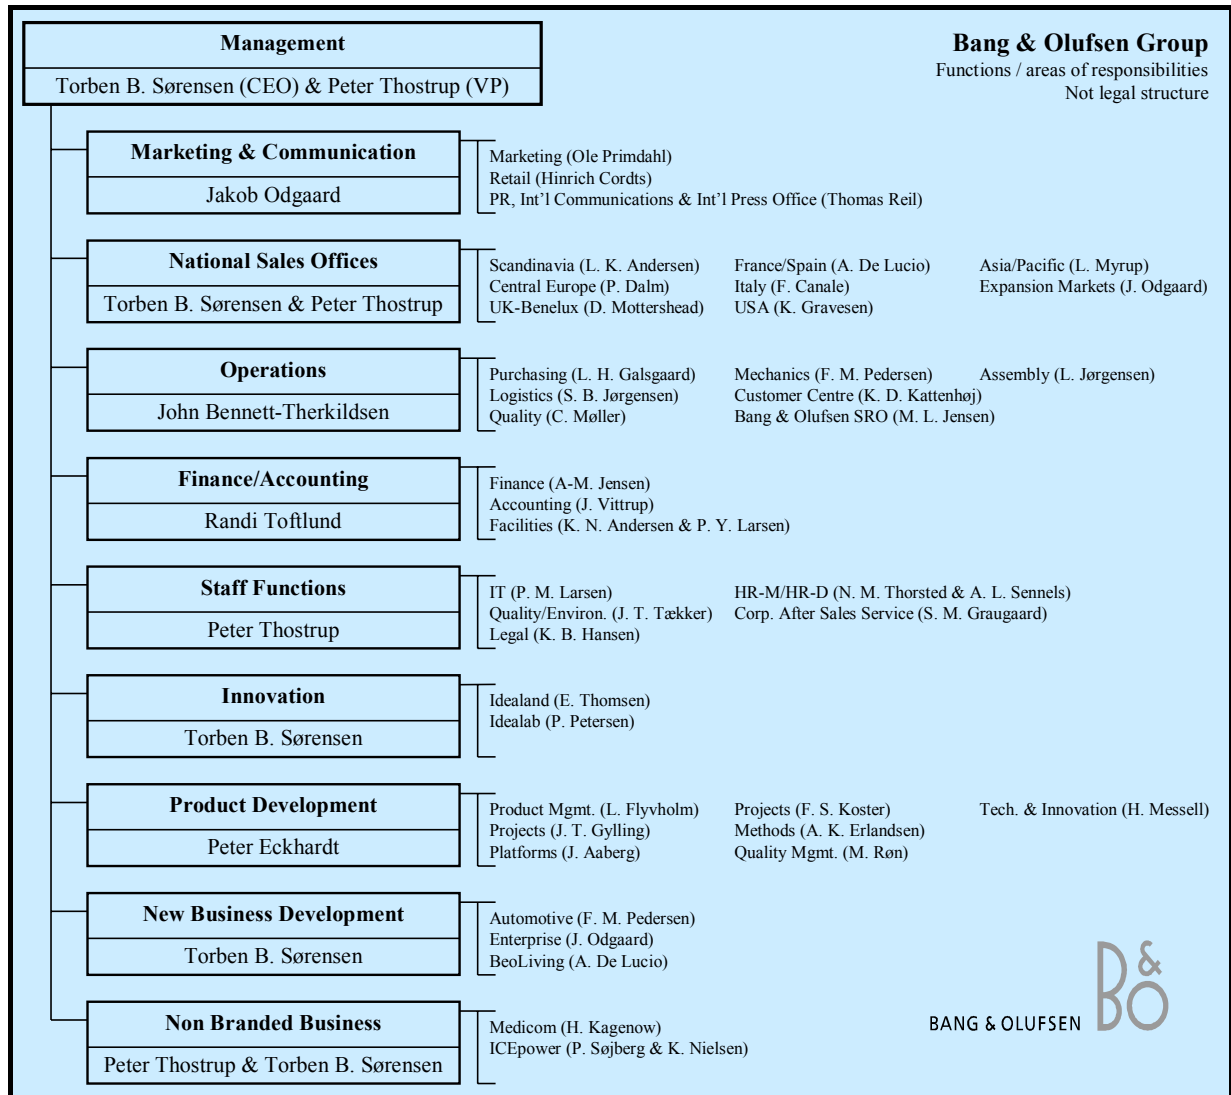 Management
Torben B. Sørensen (CEO) & Peter Thostrup (VP)
Bang & Olufsen Group
Functions / areas of responsibilities
Not legal structure
Marketing & Communication
Jakob Odgaard
Marketing (Ole Primdahl)
Retail (Hinrich Cordts)
PR, Int’l Communications & Int’l Press Office (Thomas Reil)
National Sales Offices
Torben B. Sørensen & Peter Thostrup
Scandinavia (L. K. Andersen)
Central Europe (P. Dalm)
UK-Benelux (D. Mottershead)
France/Spain (A. De Lucio)
Italy (F. Canale)
USA (K. Gravesen)
Asia/Pacific (L. Myrup)
Expansion Markets (J. Odgaard)
Operations
John Bennett-Therkildsen
Purchasing (L. H. Galsgaard)
Logistics (S. B. Jørgensen)
Quality (C. Møller)
Mechanics (F. M. Pedersen)
Customer Centre (K. D. Kattenhøj)
Bang & Olufsen SRO (M. L. Jensen)
Assembly (L. Jørgensen)
Finance/Accounting
Randi Toftlund
Finance (A-M. Jensen)
Accounting (J. Vittrup)
Facilities (K. N. Andersen & P. Y. Larsen)
Staff Functions
Peter Thostrup
IT (P. M. Larsen)
Quality/Environ. (J. T. Tækker)
Legal (K. B. Hansen)
HR-M/HR-D (N. M. Thorsted & A. L. Sennels)
Corp. After Sales Service (S. M. Graugaard)
Innovation
Torben B. Sørensen
Idealand (E. Thomsen)
Idealab (P. Petersen)
Product Development
Peter Eckhardt
Product Mgmt. (L. Flyvholm)
Projects (J. T. Gylling)
Platforms (J. Aaberg)
Projects (F. S. Koster)
Methods (A. K. Erlandsen)
Quality Mgmt. (M. Røn)
Tech. & Innovation (H. Messell)
New Business Development
Torben B. Sørensen
Automotive (F. M. Pedersen)
Enterprise (J. Odgaard)
BeoLiving (A. De Lucio)
Non Branded Business
Peter Thostrup & Torben B. Sørensen
Medicom (H. Kagenow)
ICEpower (P. Søjberg & K. Nielsen)
BANG & OLUFSEN
B&O